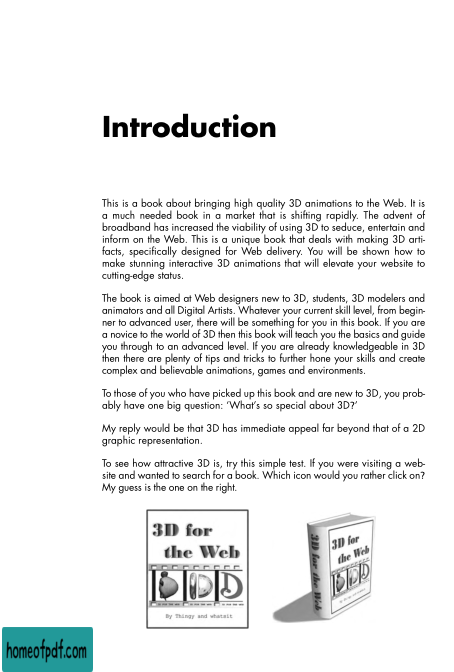 Introduction
This is a book about bringing high quality 3D animations to the Web. It is
a much needed book in a market that is shifting rapidly. The advent of
broadband has increased the viability of using 3D to seduce, entertain and
inform on the Web. This is a unique book that deals with making 3D arti-
facts, specifically designed for Web delivery. You will be shown how to
make stunning interactive 3D animations that will elevate your website to
cutting-edge status.
The book is aimed at Web designers new to 3D, students, 3D modelers and
animators and all Digital Artists. Whatever your current skill level, from begin-
ner to advanced user, there will be something for you in this book. If you are
a novice to the world of 3D then this book will teach you the basics and guide
you through to an advanced level. If you are already knowledgeable in 3D
then there are plenty of tips and tricks to further hone your skills and create
complex and believable animations, games and environments.
To those of you who have picked up this book and are new to 3D, you prob-
ably have one big question: ‘What’s so special about 3D?’
My reply would be that 3D has immediate appeal far beyond that of a 2D
graphic representation.
To see how attractive 3D is, try this simple test. If you were visiting a web-
site and wanted to search for a book. Which icon would you rather click on?
My guess is the one on the right.
3D for
the Web
By Thingy and whatsit
3D for the Web
3D for
the Web
homeofpdf.com